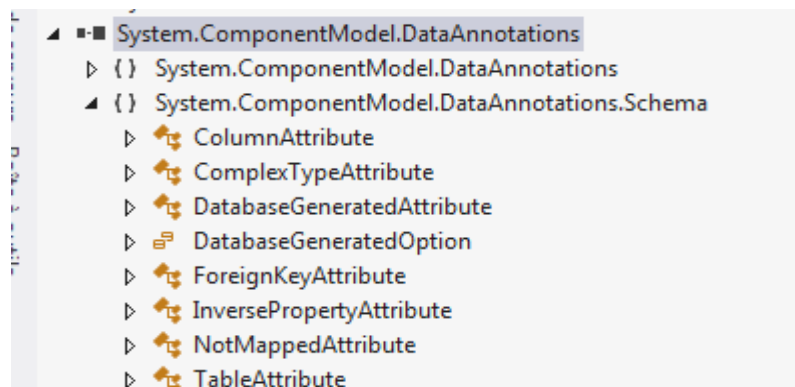 System.ComponentModel.DataAnnotations
{ } System.ComponentModel.DataAnnotations
{ } System.ComponentModel.DataAnnotations.Schema
ColumnAttribute
ComplexTypeAttribute
DatabaseGeneratedAttribute
DatabaseGeneratedOption
ForeignKeyAttribute
InversePropertyAttribute
NotMappedAttribute
TableAttribute